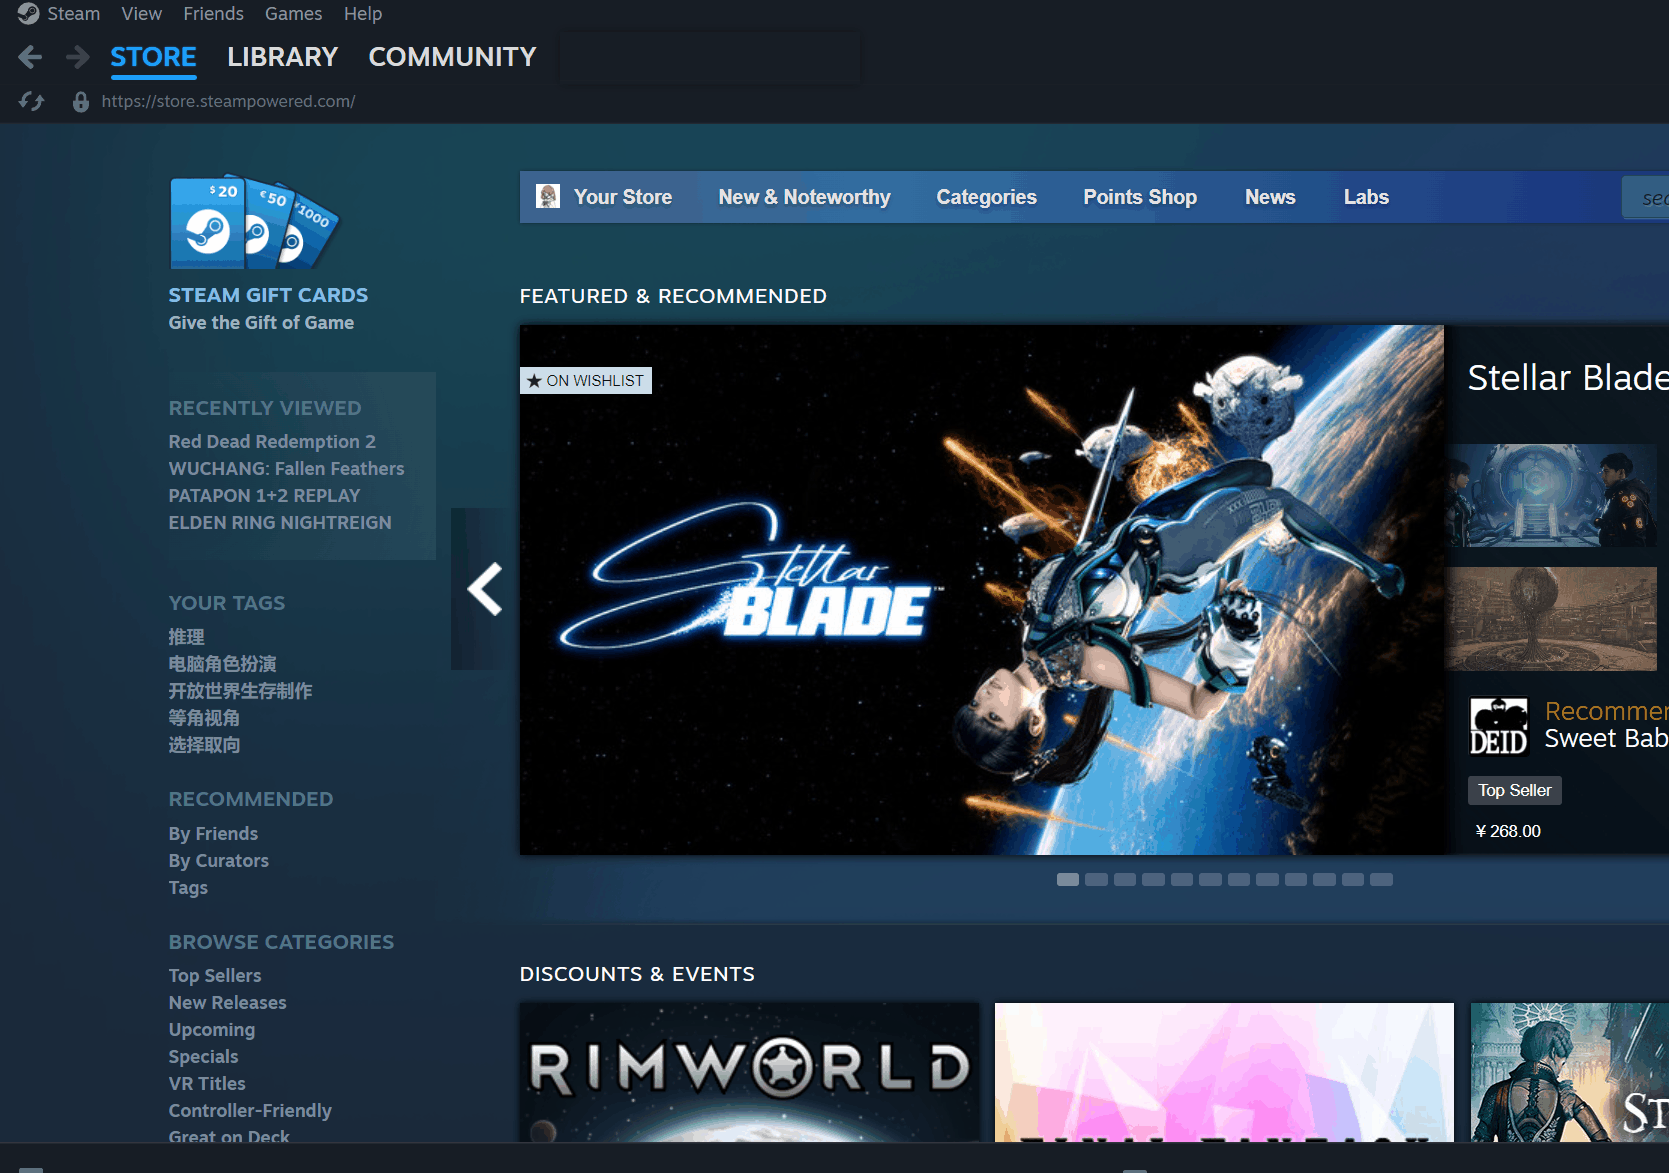 Steam View Friends Games Help
STORE LIBRARY COMMUNITY
https://store.steampowered.com/
$20
€50
¥1000
STEAM GIFT CARDS
Give the Gift of Game
Your Store New & Noteworthy Categories Points Shop News Labs
FEATURED & RECOMMENDED
★ ON WISHLIST
Stellar
BLADE™
Stellar Blade
DEID
Recommen
Sweet Bab
Top Seller
¥ 268.00
RECENTLY VIEWED
Red Dead Redemption 2
WUCHANG: Fallen Feathers
PATAPON 1+2 REPLAY
ELDEN RING NIGHTREIGN
YOUR TAGS
推理
电脑角色扮演
开放世界生存制作
等角视角
选择取向
RECOMMENDED
By Friends
By Curators
Tags
BROWSE CATEGORIES
Top Sellers
New Releases
Upcoming
Specials
VR Titles
Controller-Friendly
Great on Deck
DISCOUNTS & EVENTS
RIMWORLD